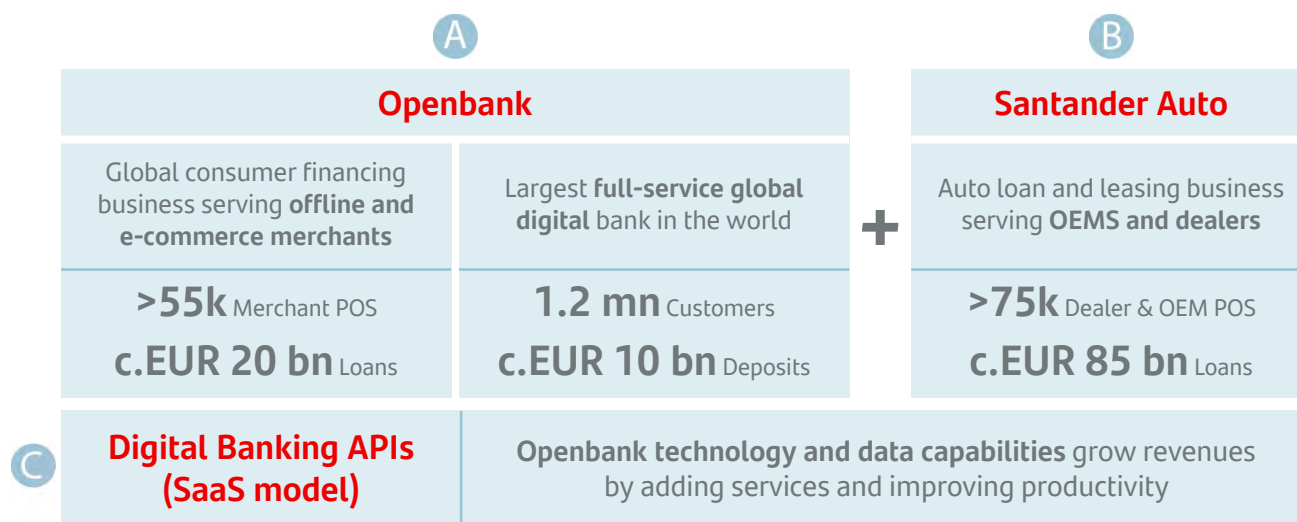 A
B
Openbank
Santander Auto
Global consumer financing
business serving offline and
e-commerce merchants
Largest full-service global
digital bank in the world
+
Auto loan and leasing business
serving OEMS and dealers
>55k Merchant POS
c.EUR 20 bn Loans
1.2 mn Customers
c.EUR 10 bn Deposits
>75k Dealer & OEM POS
c.EUR 85 bn Loans
C
Digital Banking APIs
(SaaS model)
Openbank technology and data capabilities grow revenues
by adding services and improving productivity